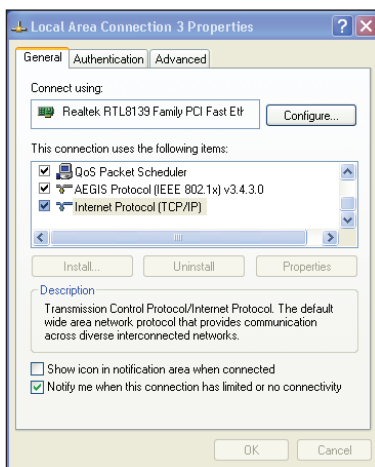 Local Area Connection 3 Properties
General
Authentication
Advanced
Connect using:
Realtek RTL8139 Family PCI Fast Eth
Configure...
This connection uses the following items:
QoS Packet Scheduler
AEGIS Protocol (IEEE 802.1x) v3.4.3.0
Internet Protocol (TCP/IP)
Install...
Uninstall
Properties
Description
Transmission Control Protocol/Internet Protocol. The default
wide area network protocol that provides communication
across diverse interconnected networks.
Show icon in notification area when connected
Notify me when this connection has limited or no connectivity
OK
Cancel